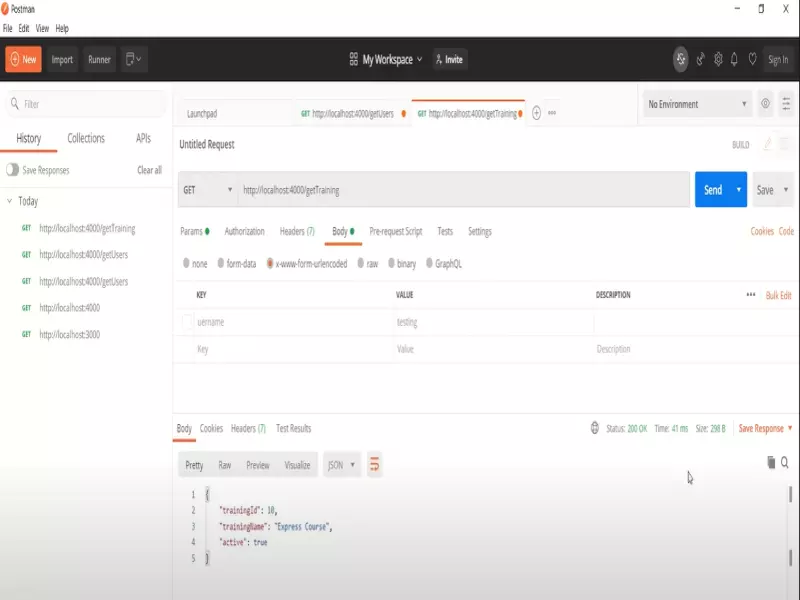 Postman
File Edit View Help
New Import Runner My Workspace Invite Sign In
Filter
History Collections APIs
Save Responses Clear all
Today
GET http://localhost:4000/getTraining
GET http://localhost:4000/getUsers
GET http://localhost:4000/getUsers
GET http://localhost:4000
GET http://localhost:3000
Launchpad GET http://localhost:4000/getUsers GET http://localhost:4000/getTraining No Environment
Untitled Request BUILD
GET http://localhost:4000/getTraining Send Save
Params Authorization Headers (7) Body Pre-request Script Tests Settings Cookies Code
none form-data x-www-form-urlencoded raw binary GraphQL
KEY VALUE DESCRIPTION Bulk Edit
uername testing
Key Value Description
Body Cookies Headers (7) Test Results Status: 200 OK Time: 41 ms Size: 298 B Save Response
Pretty Raw Preview Visualize JSON
1 {
2 "trainingId": 10,
3 "trainingName": "Express Course",
4 "active": true
5 }